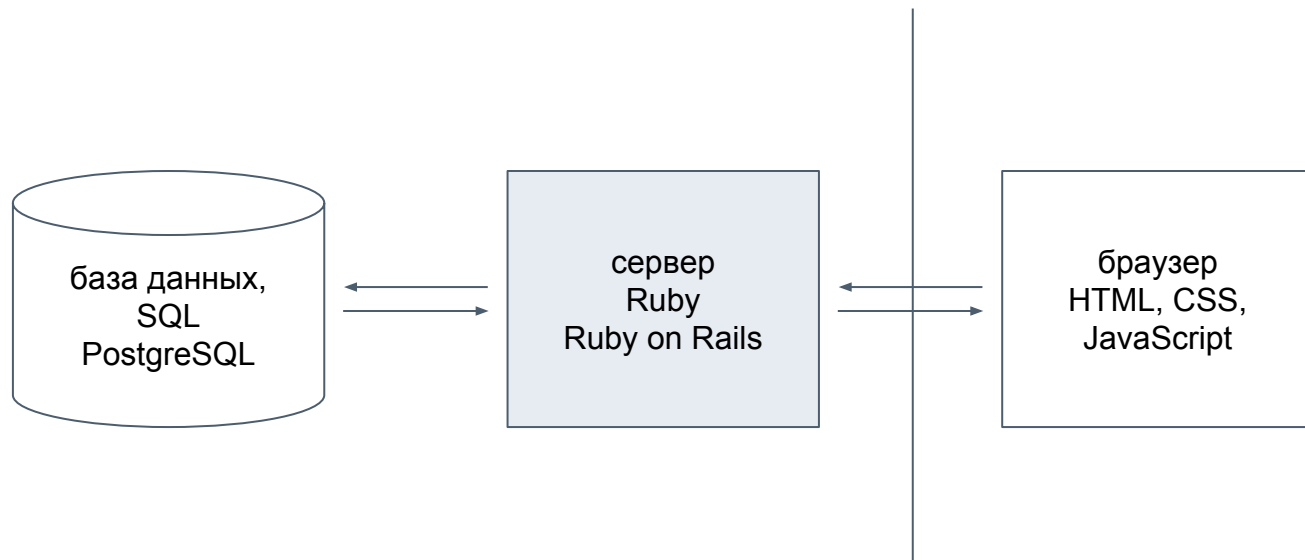 база данных,
SQL
PostgreSQL
сервер
Ruby
Ruby on Rails
браузер
HTML, CSS,
JavaScript